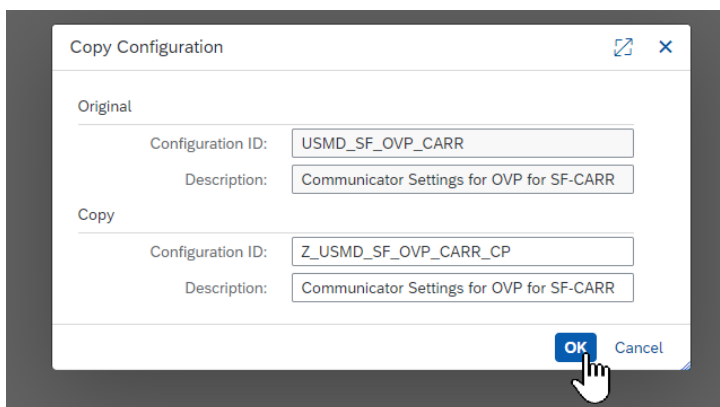 Copy Configuration
Original
Configuration ID: USMD_SF_OVP_CARR
Description: Communicator Settings for OVP for SF-CARR
Copy
Configuration ID: Z_USMD_SF_OVP_CARR_CP
Description: Communicator Settings for OVP for SF-CARR
OK Cancel